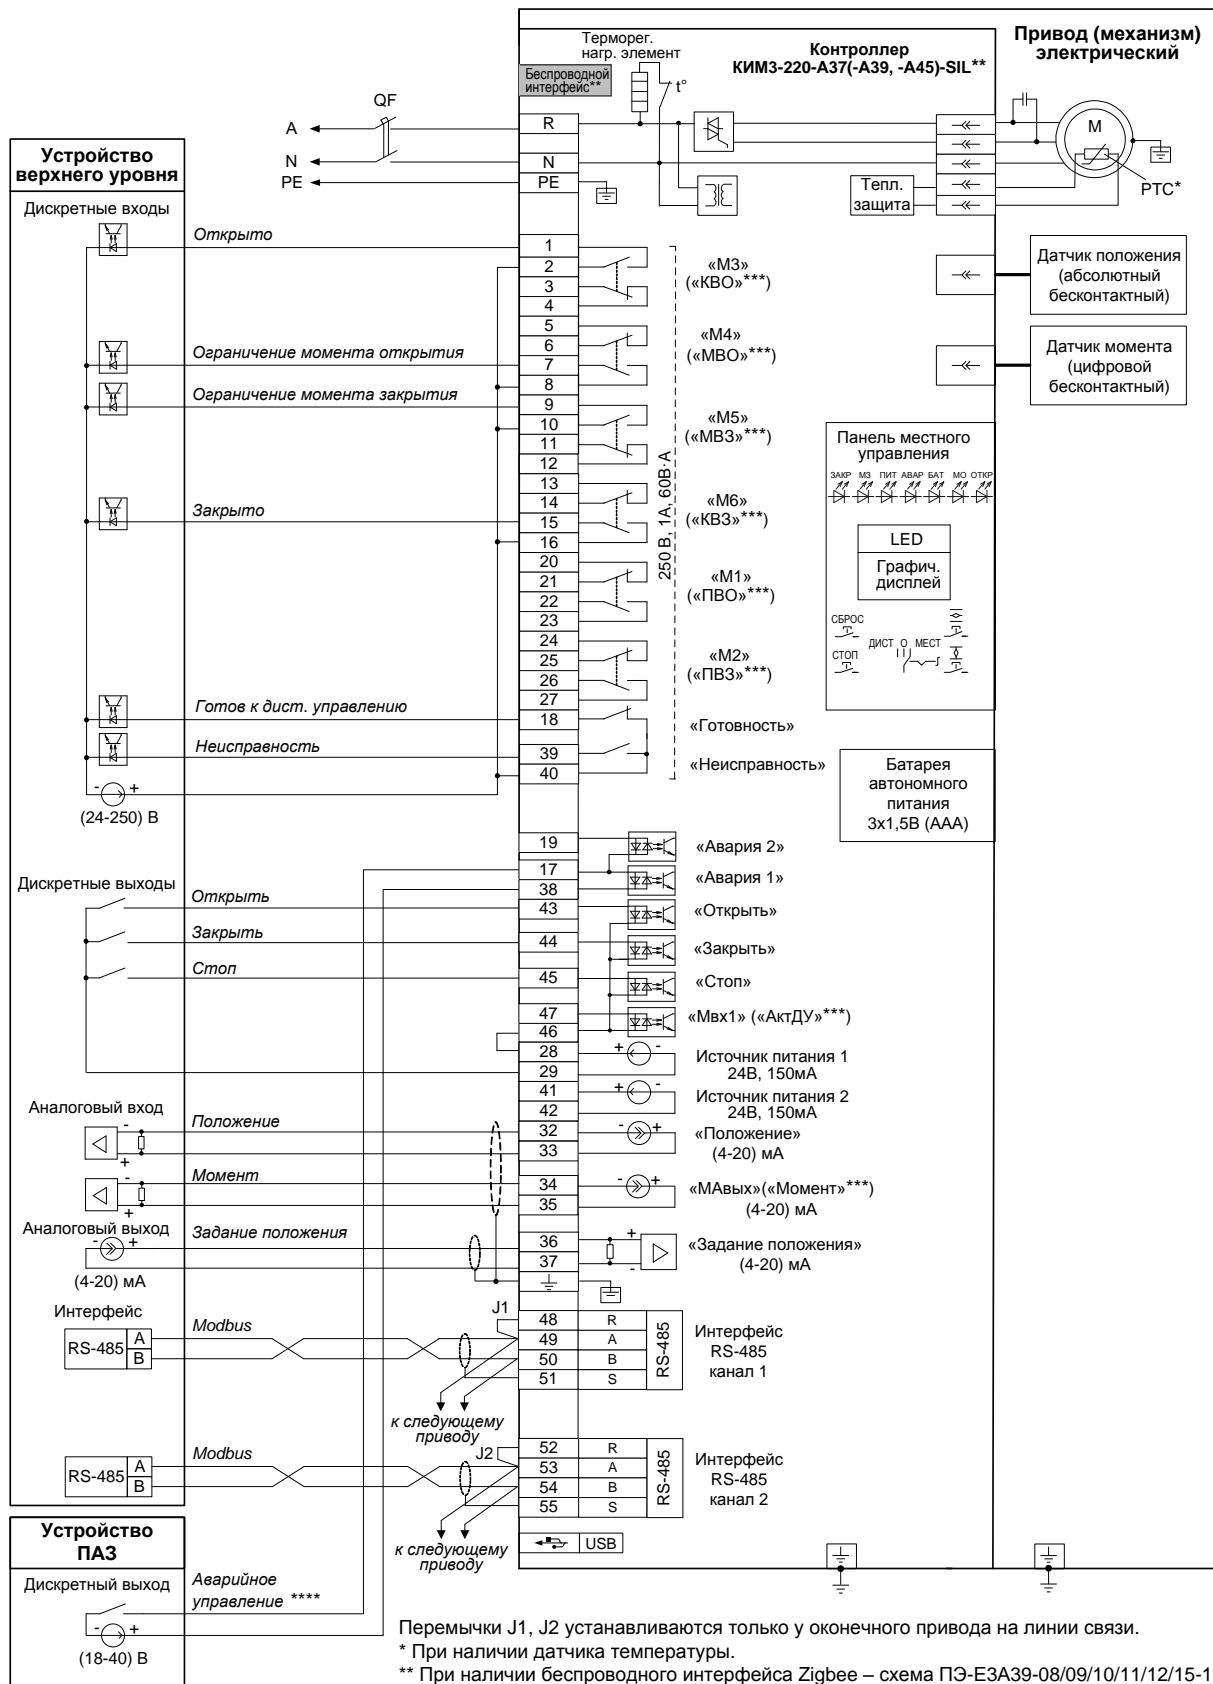 Терморег.
нагр. элемент
Беспроводной
интерфейс**
Контроллер
КИМ3-220-А37(-А39, -А45)-SIL**
Привод (механизм)
электрический
t°
QF
A
N
PE
R
N
PE
M
PTC*
Тепл.
защита
Устройство
верхнего уровня
Дискретные входы
Открыто
1
2
3
4
«М3»
(«КВО»***)
Датчик положения
(абсолютный
бесконтактный)
5
6
7
8
Ограничение момента открытия
«М4»
(«МВО»***)
Датчик момента
(цифровой
бесконтактный)
Ограничение момента закрытия
9
10
11
12
«М5»
(«МВЗ»***)
250 В, 1А, 60В·А
Панель местного
управления
ЗАКР МЗ ПИТ АВАР БАТ МО ОТКР
Закрыто
13
14
15
16
«М6»
(«КВЗ»***)
LED
Графич.
дисплей
20
21
22
23
«М1»
(«ПВО»***)
СБРОС
СТОП
ДИСТ О МЕСТ
24
25
26
27
«М2»
(«ПВЗ»***)
Готов к дист. управлению
18
«Готовность»
Неисправность
39
40
«Неисправность»
- +
(24-250) В
Батарея
автономного
питания
3х1,5В (ААА)
19
«Авария 2»
17
38
«Авария 1»
Дискретные выходы
Открыть
43
«Открыть»
Закрыть
44
«Закрыть»
Стоп
45
«Стоп»
47
46
«Мвх1» («АктДУ»***)
28
29
+ -
Источник питания 1
24В, 150мА
41
42
+ -
Источник питания 2
24В, 150мА
Аналоговый вход
-
+
Положение
32
33
- +
«Положение»
(4-20) мА
-
+
Момент
34
35
- +
«МАвых»(«Момент»***)
(4-20) мА
Аналоговый выход
- +
(4-20) мА
Задание положения
36
37
+
-
«Задание положения»
(4-20) мА
Интерфейс
RS-485
A
B
Modbus
J1
48 R
49 A
50 B
51 S
RS-485
Интерфейс
RS-485
канал 1
к следующему
приводу
RS-485
A
B
Modbus
J2
52 R
53 A
54 B
55 S
RS-485
Интерфейс
RS-485
канал 2
к следующему
приводу
USB
Устройство
ПАЗ
Дискретный выход
Аварийное
управление ****
- +
(18-40) В
Перемычки J1, J2 устанавливаются только у оконечного привода на линии связи.
* При наличии датчика температуры.
** При наличии беспроводного интерфейса Zigbee – схема ПЭ-Е3А39-08/09/10/11/12/15-1